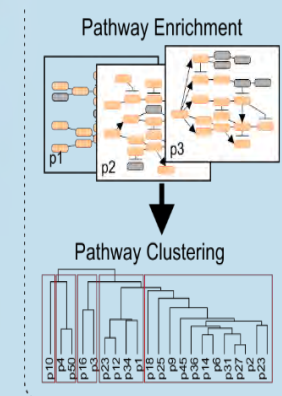 Pathway Enrichment
p1
p2
p3
Pathway Clustering
p10
p4
p50
p16
p3
p23
p12
p34
p1
p18
p25
p9
p45
p36
p14
p6
p31
p27
p2
p23